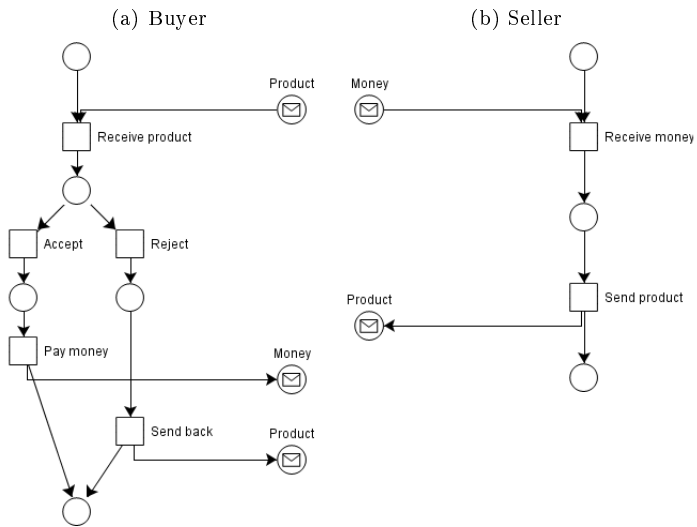 (a) Buyer
(b) Seller
Product
Money
Receive product
Receive money
Accept
Reject
Send product
Product
Pay money
Money
Send back
Product